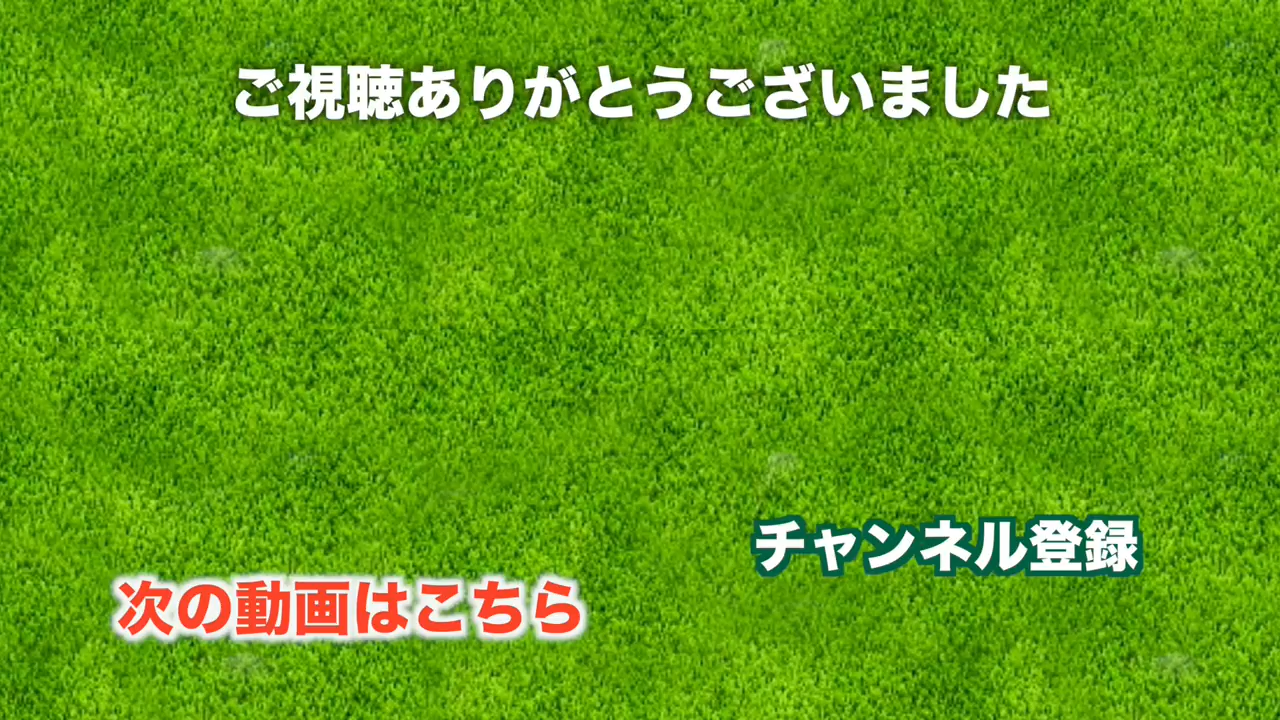 ご視聴ありがとうございました
チャンネル登録
次の動画はこちら